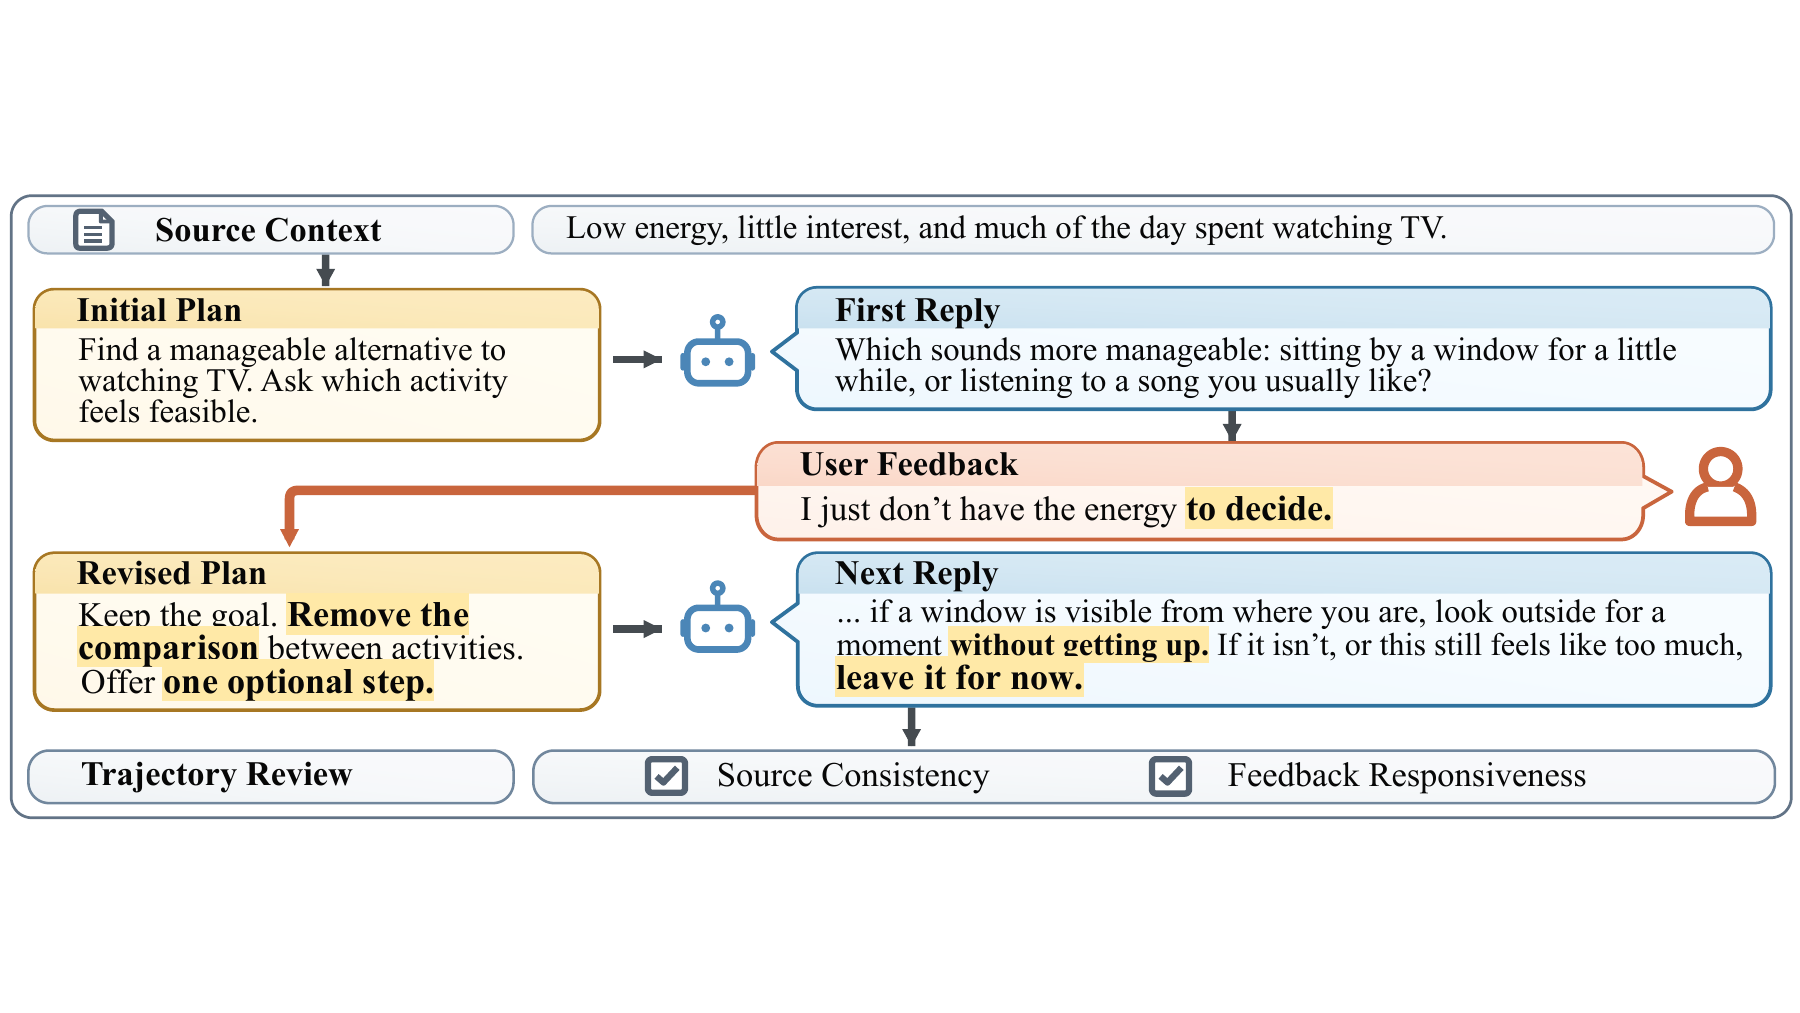 Source Context
Low energy, little interest, and much of the day spent watching TV.
Initial Plan
Find a manageable alternative to
watching TV. Ask which activity
feels feasible.
First Reply
Which sounds more manageable: sitting by a window for a little
while, or listening to a song you usually like?
User Feedback
I just don’t have the energy to decide.
Revised Plan
Keep the goal. Remove the
comparison between activities.
Offer one optional step.
Next Reply
... if a window is visible from where you are, look outside for a
moment without getting up. If it isn’t, or this still feels like too much,
leave it for now.
Trajectory Review
Source Consistency
Feedback Responsiveness